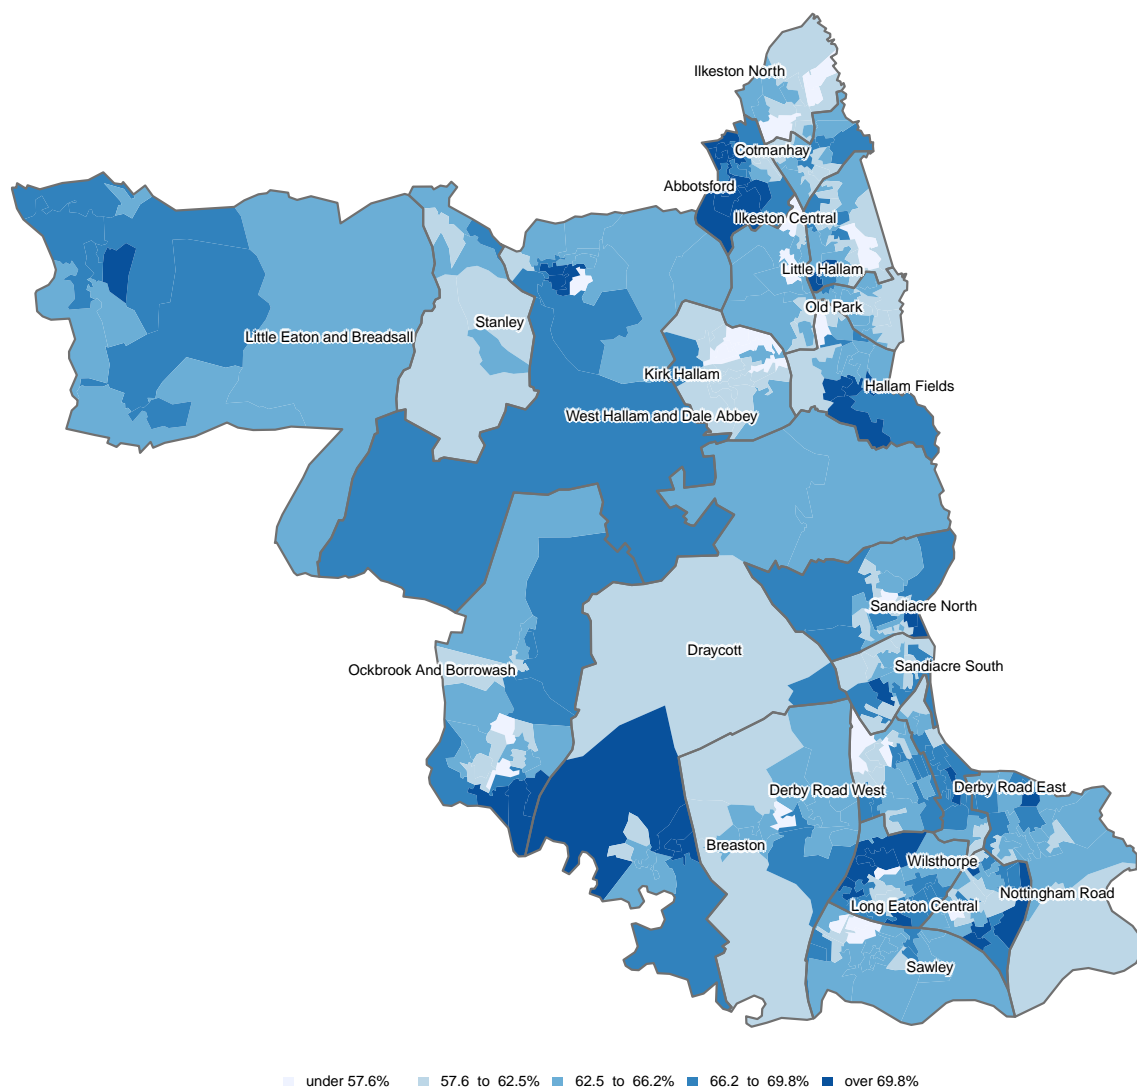 Ilkeston North
Cotmanhay
Abbotsford
Ilkeston Central
Little Hallam
Old Park
Stanley
Little Eaton and Breadsall
Kirk Hallam
Hallam Fields
West Hallam and Dale Abbey
Sandiacre North
Draycott
Sandiacre South
Ockbrook And Borrowash
Derby Road West
Derby Road East
Breaston
Wilsthorpe
Nottingham Road
Long Eaton Central
Sawley
under 57.6% 57.6 to 62.5% 62.5 to 66.2% 66.2 to 69.8% over 69.8%